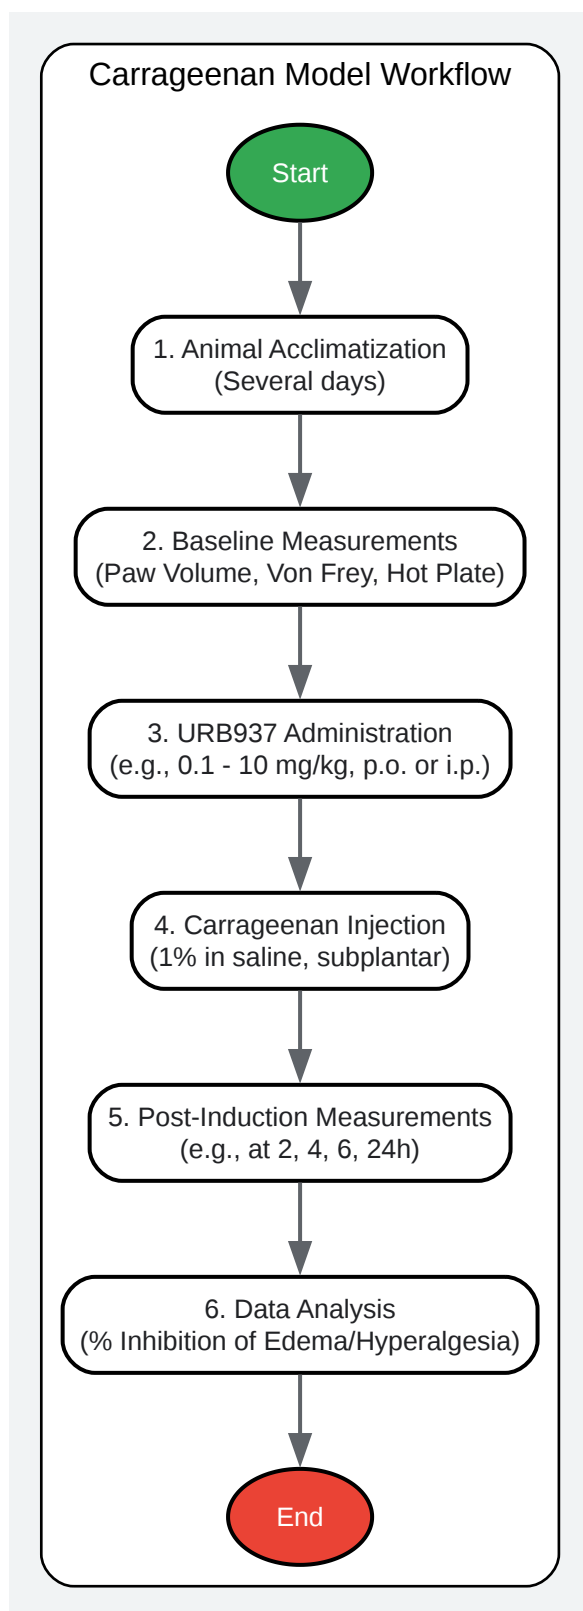 Carrageenan Model Workflow
Start
1. Animal Acclimatization
(Several days)
2. Baseline Measurements
(Paw Volume, Von Frey, Hot Plate)
3. URB937 Administration
(e.g., 0.1 - 10 mg/kg, p.o. or i.p.)
4. Carrageenan Injection
(1% in saline, subplantar)
5. Post-Induction Measurements
(e.g., at 2, 4, 6, 24h)
6. Data Analysis
(% Inhibition of Edema/Hyperalgesia)
End